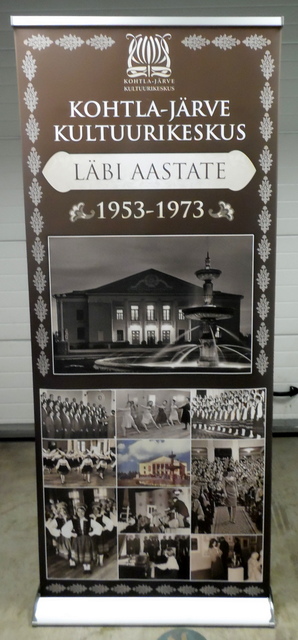 KOHTLA-JÄRVE
KULTUURIKESKUS
KOHTLA-JÄRVE
KULTUURIKESKUS
LÄBI AASTATE
1953-1973